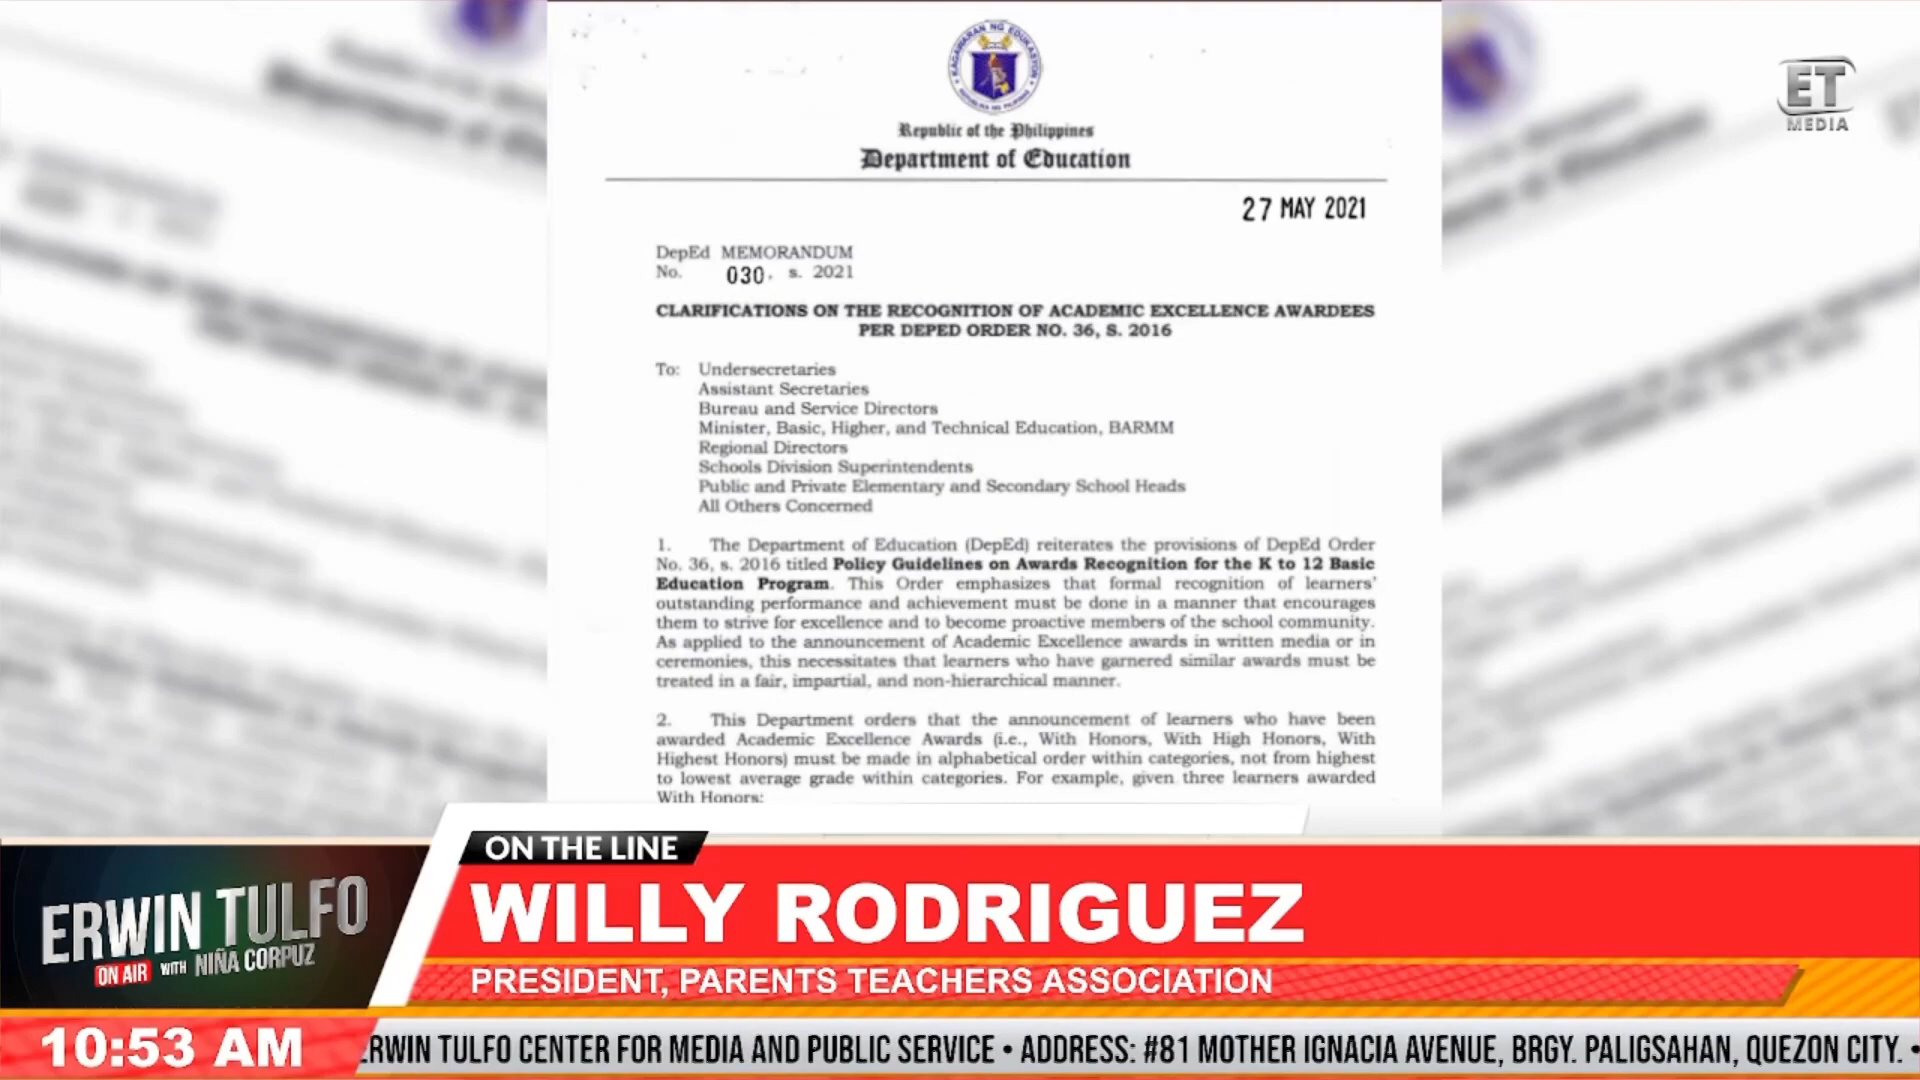 KAGAWARAN NG EDUKASYON
REPUBLIKA NG PILIPINAS
ET
MEDIA
Republic of the Philippines
Department of Education
27 MAY 2021
DepEd MEMORANDUM
No. 030, s. 2021
CLARIFICATIONS ON THE RECOGNITION OF ACADEMIC EXCELLENCE AWARDEES
PER DEPED ORDER NO. 36, S. 2016
To: Undersecretaries
Assistant Secretaries
Bureau and Service Directors
Minister, Basic, Higher, and Technical Education, BARMM
Regional Directors
Schools Division Superintendents
Public and Private Elementary and Secondary School Heads
All Others Concerned
1. The Department of Education (DepEd) reiterates the provisions of DepEd Order
No. 36, s. 2016 titled Policy Guidelines on Awards Recognition for the K to 12 Basic
Education Program. This Order emphasizes that formal recognition of learners'
outstanding performance and achievement must be done in a manner that encourages
them to strive for excellence and to become proactive members of the school community.
As applied to the announcement of Academic Excellence awards in written media or in
ceremonies, this necessitates that learners who have garnered similar awards must be
treated in a fair, impartial, and non-hierarchical manner.
2. This Department orders that the announcement of learners who have been
awarded Academic Excellence Awards (i.e., With Honors, With High Honors, With
Highest Honors) must be made in alphabetical order within categories, not from highest
to lowest average grade within categories. For example, given three learners awarded
With Honors:
ON THE LINE
WILLY RODRIGUEZ
PRESIDENT, PARENTS TEACHERS ASSOCIATION
ERWIN TULFO
ON AIR WITH NIÑA CORPUZ
10:53 AM
ERWIN TULFO CENTER FOR MEDIA AND PUBLIC SERVICE • ADDRESS: #81 MOTHER IGNACIA AVENUE, BRGY. PALIGSAHAN, QUEZON CITY. •